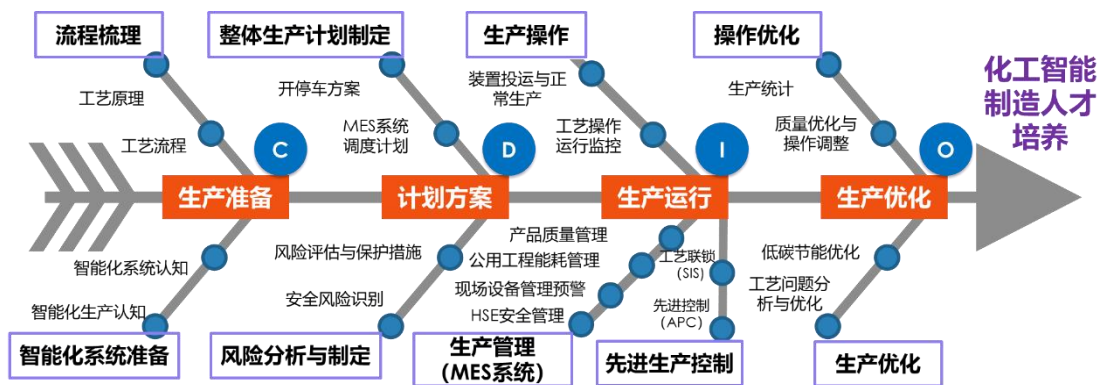 流程梳理
整体生产计划制定
生产操作
操作优化
化工智能
制造人才
培养
工艺原理
工艺流程
开停车方案
MES系统
调度计划
装置投运与正
常生产
工艺操作
运行监控
生产统计
质量优化与
操作调整
C
D
I
O
生产准备
计划方案
生产运行
生产优化
智能化系统认知
智能化生产认知
风险评估与保护措施
安全风险识别
产品质量管理
公用工程能耗管理
现场设备管理预警
HSE安全管理
工艺联锁
(SIS)
先进控制
(APC)
低碳节能优化
工艺问题分
析与优化
智能化系统准备
风险分析与制定
生产管理
(MES系统)
先进生产控制
生产优化